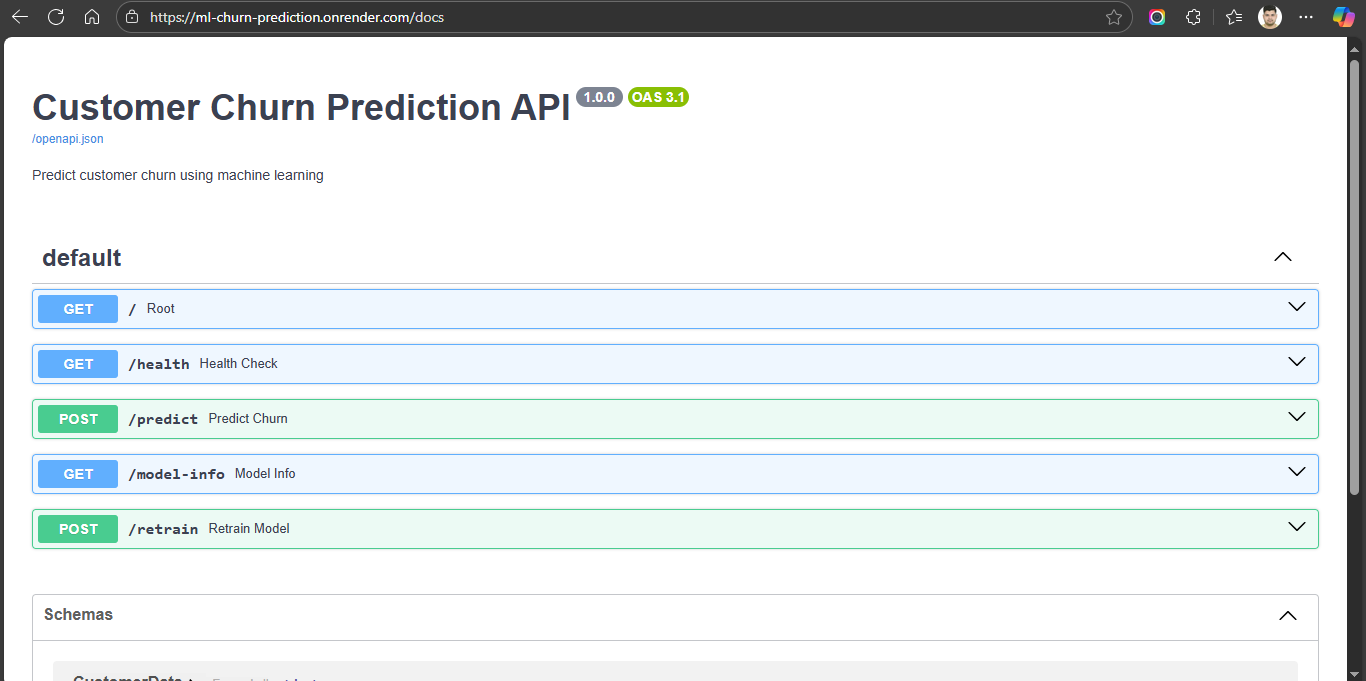 https://ml-churn-prediction.onrender.com/docs
Customer Churn Prediction API 1.0.0 OAS 3.1
/openapi.json
Predict customer churn using machine learning
default
GET / Root
GET /health Health Check
POST /predict Predict Churn
GET /model-info Model Info
POST /retrain Retrain Model
Schemas
CustomerData